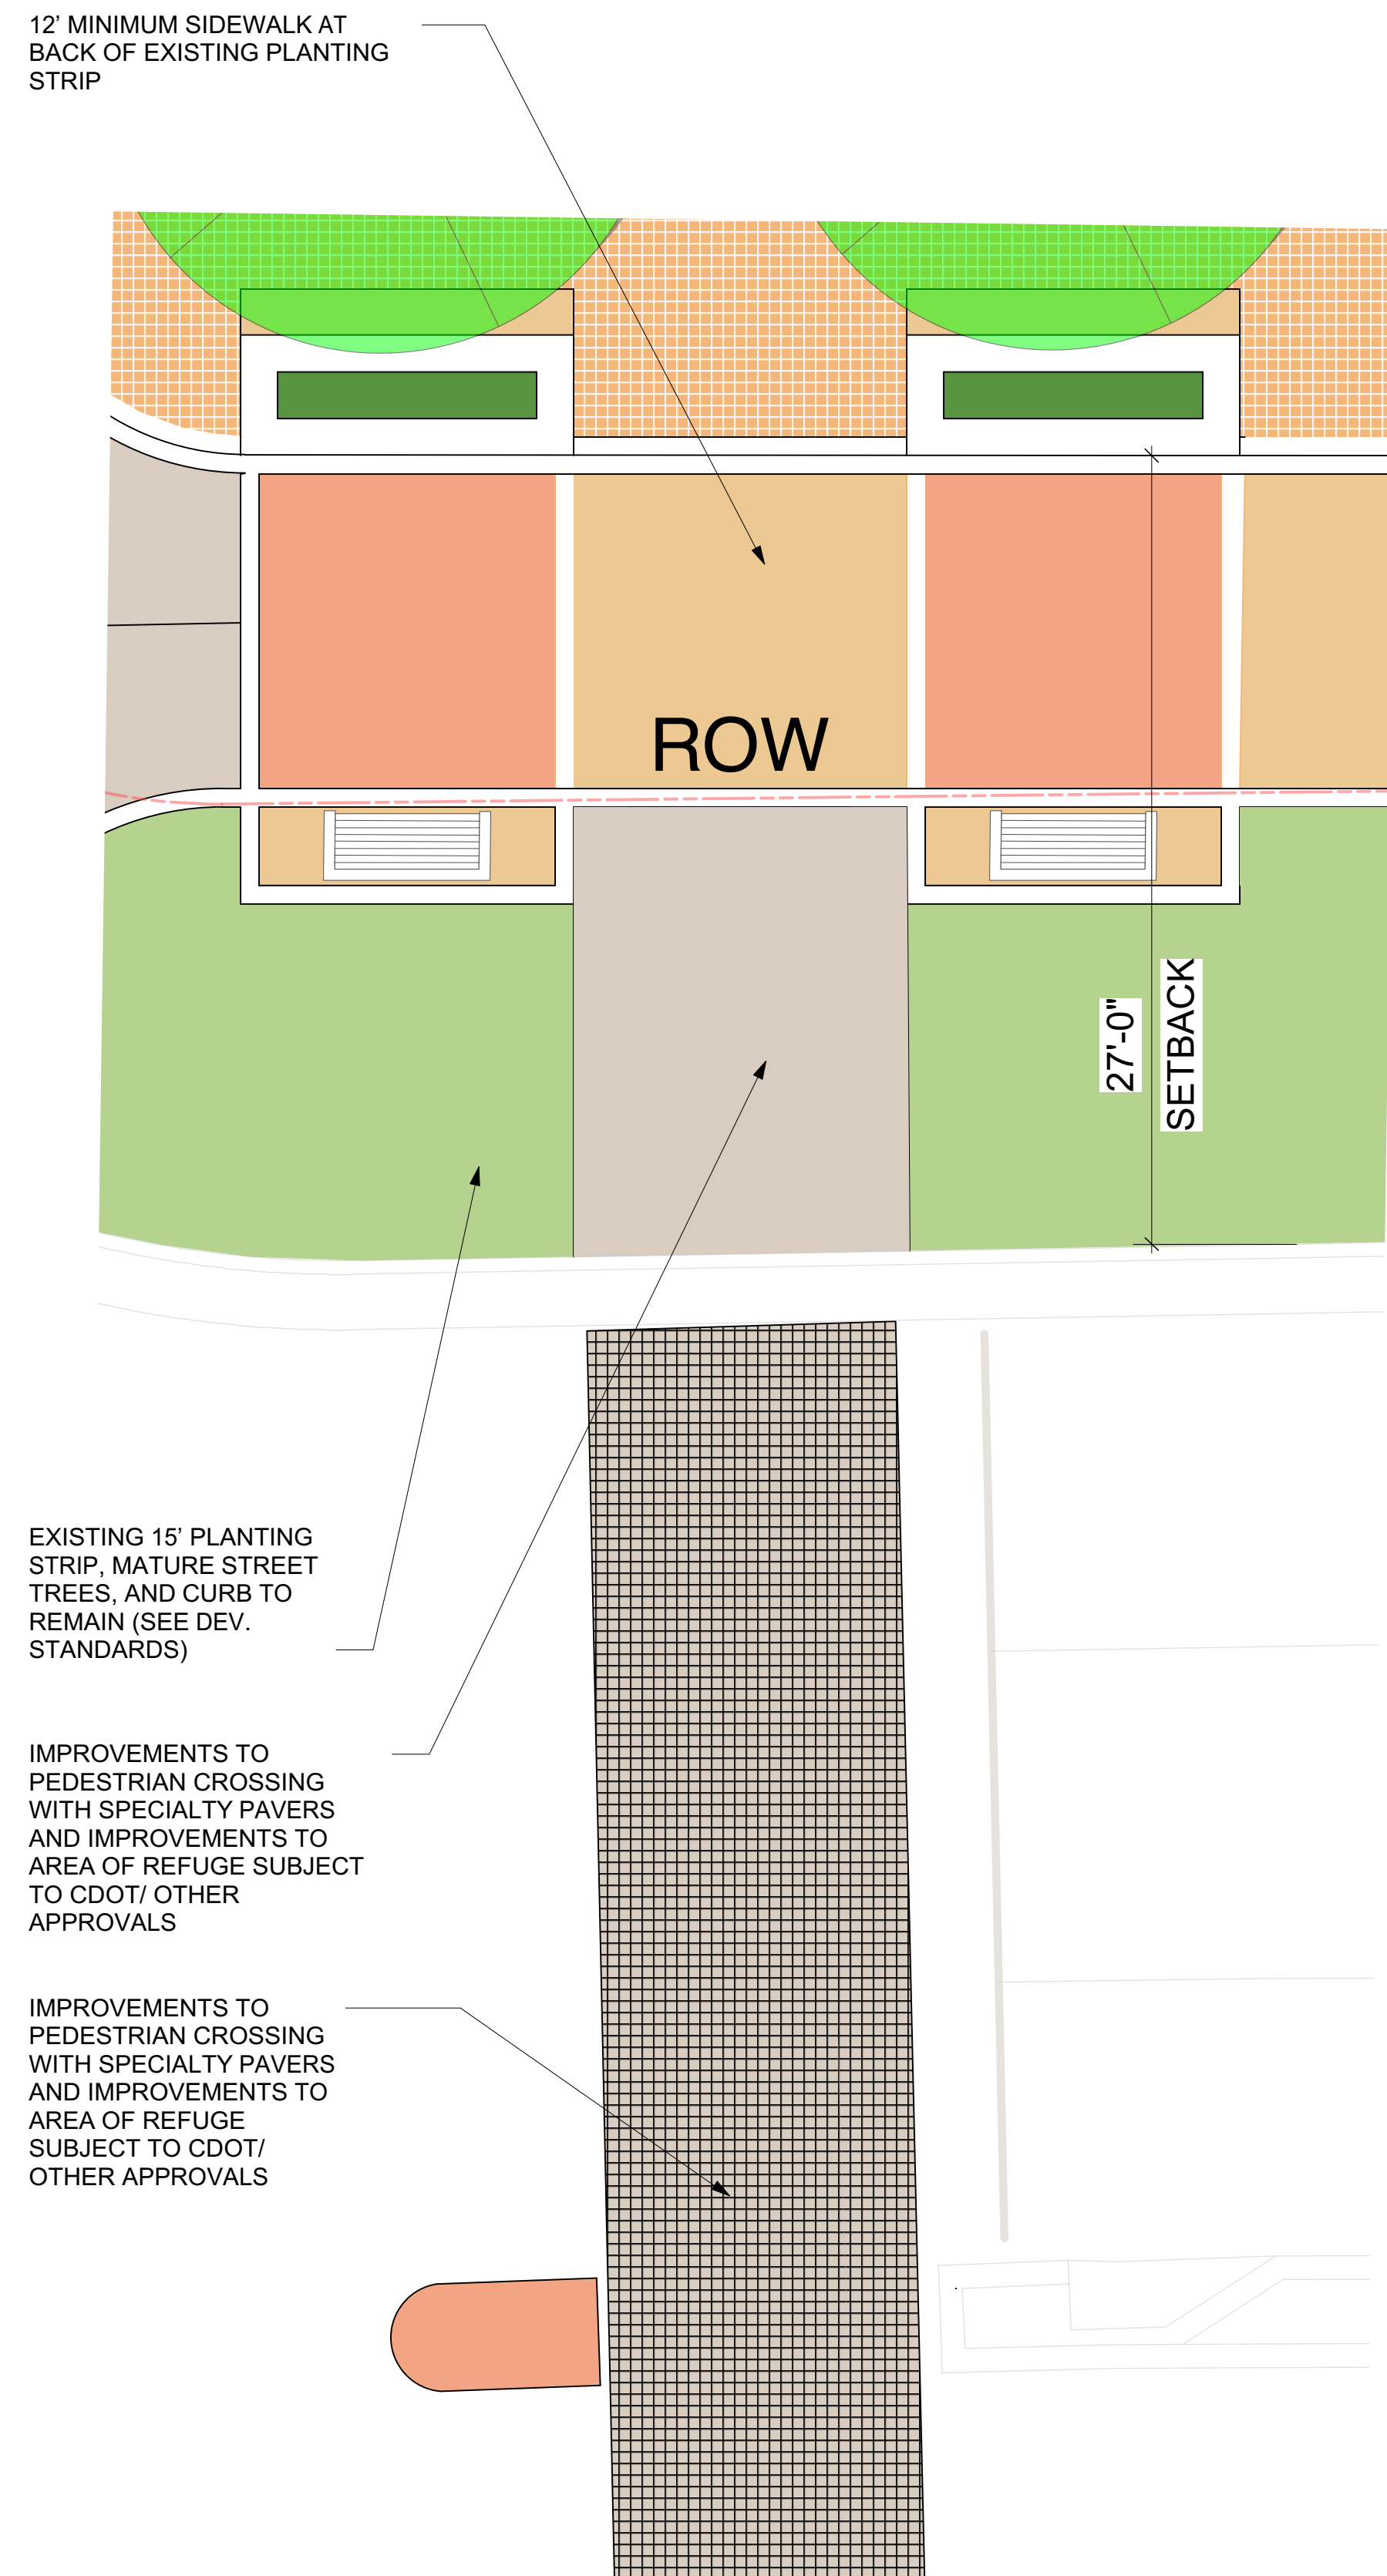 12’ MINIMUM SIDEWALK AT
BACK OF EXISTING PLANTING
STRIP
ROW
27'-0"
SETBACK
EXISTING 15’ PLANTING
STRIP, MATURE STREET
TREES, AND CURB TO
REMAIN (SEE DEV.
STANDARDS)
IMPROVEMENTS TO
PEDESTRIAN CROSSING
WITH SPECIALTY PAVERS
AND IMPROVEMENTS TO
AREA OF REFUGE SUBJECT
TO CDOT/ OTHER
APPROVALS
IMPROVEMENTS TO
PEDESTRIAN CROSSING
WITH SPECIALTY PAVERS
AND IMPROVEMENTS TO
AREA OF REFUGE
SUBJECT TO CDOT/
OTHER APPROVALS